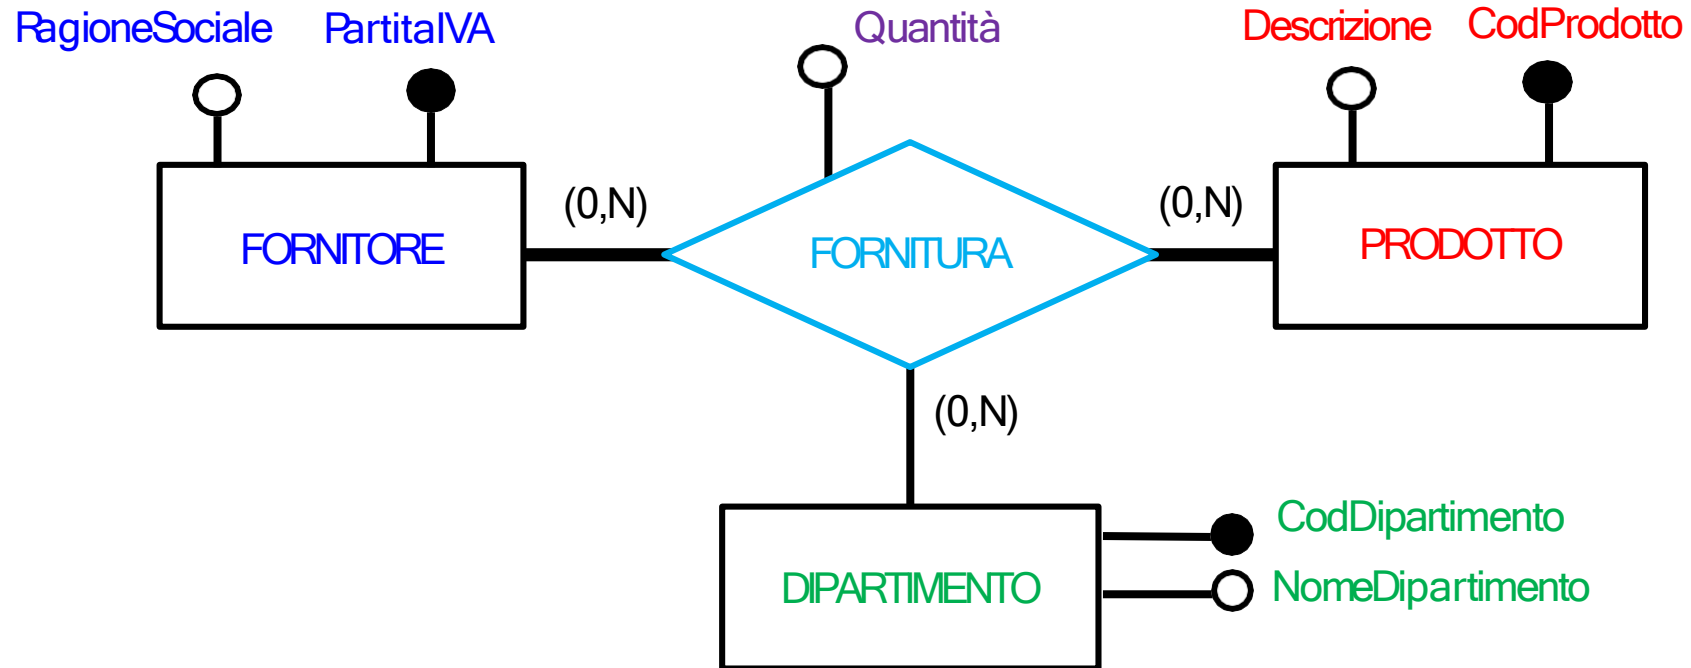 RagioneSociale PartitaIVA Quantità Descrizione CodProdotto
(0,N) (0,N)
FORNITORE FORNITURA PRODOTTO
(0,N)
CodDipartimento
DIPARTIMENTO NomeDipartimento